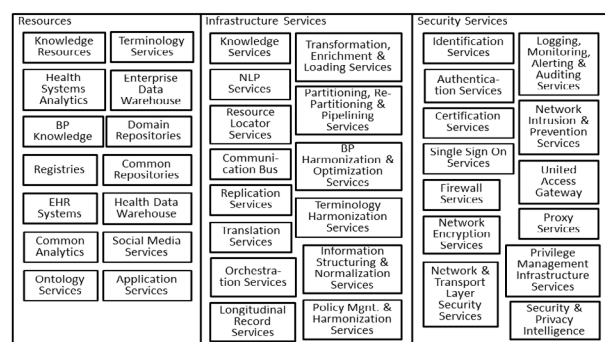 Resources
Knowledge
Resources
Terminology
Services
Health
Systems
Analytics
Enterprise
Data
Warehouse
BP
Knowledge
Domain
Repositories
Registries
Common
Repositories
EHR
Systems
Health Data
Warehouse
Common
Analytics
Social Media
Services
Ontology
Services
Application
Services
Infrastructure Services
Knowledge
Services
Transformation,
Enrichment &
Loading Services
NLP
Services
Partitioning, Re-
Partitioning &
Pipelining
Services
Resource
Locator
Services
BP
Harmonization &
Optimization
Services
Communi-
cation Bus
Replication
Services
Terminology
Harmonization
Services
Translation
Services
Information
Structuring &
Normalization
Services
Orchestra-
tion Services
Longitudinal
Record
Services
Policy Mgnt. &
Harmonization
Services
Security Services
Identification
Services
Logging,
Monitoring,
Alerting &
Auditing
Services
Authentica-
tion Services
Certification
Services
Network
Intrusion &
Prevention
Services
Single Sign On
Services
United
Access
Gateway
Firewall
Services
Proxy
Services
Network
Encryption
Services
Privilege
Management
Infrastructure
Services
Network &
Transport
Layer
Security
Services
Security &
Privacy
Intelligence